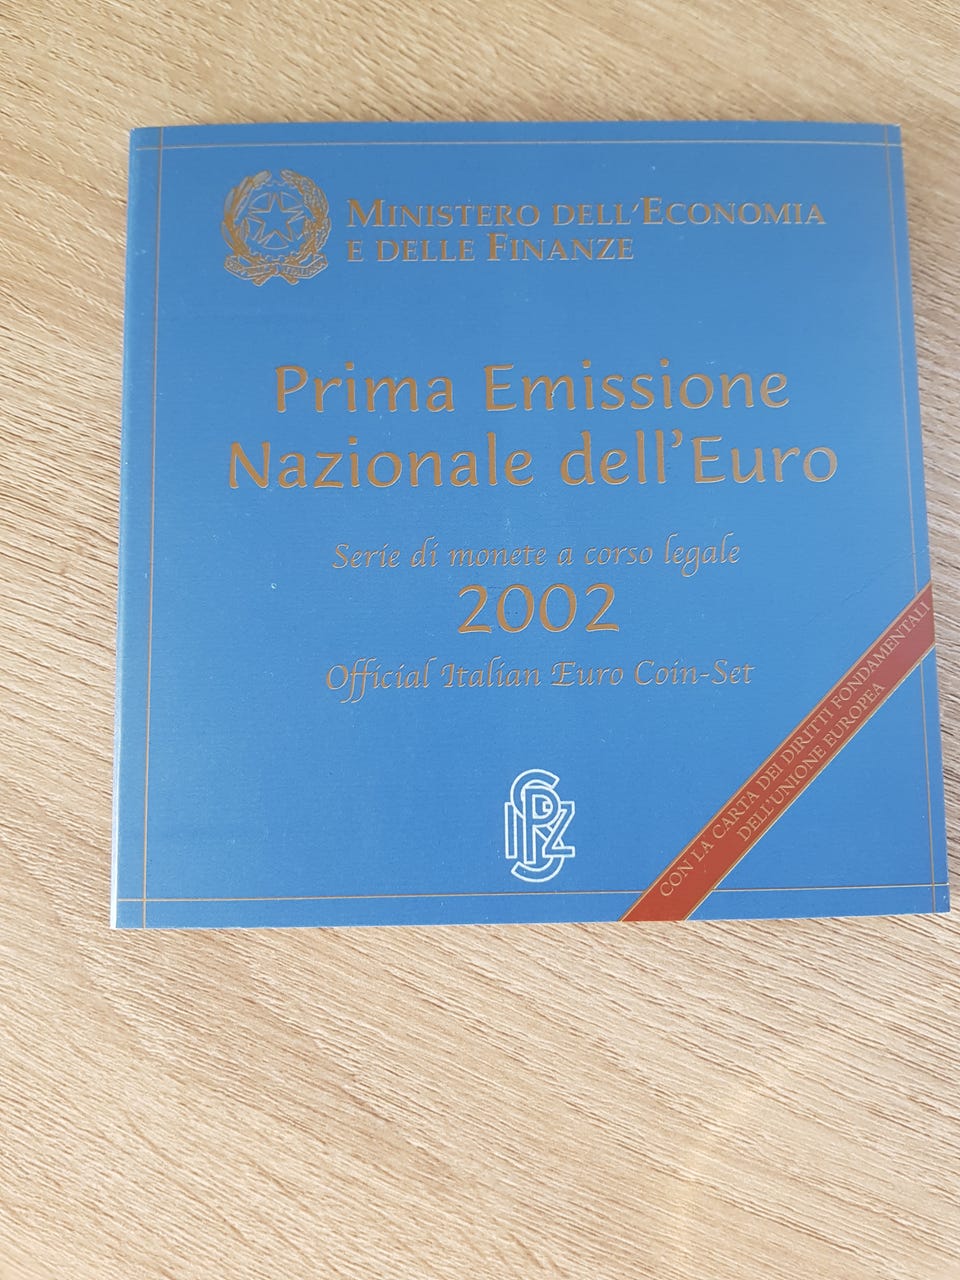 MINISTERO DELL'ECONOMIA
E DELLE FINANZE
Prima Emissione
Nazionale dell'Euro
Serie di monete a corso legale
2002
Official Italian Euro Coin-Set
IPZS
CON LA CARTA DEI DIRITTI FONDAMENTALI
DELL'UNIONE EUROPEA